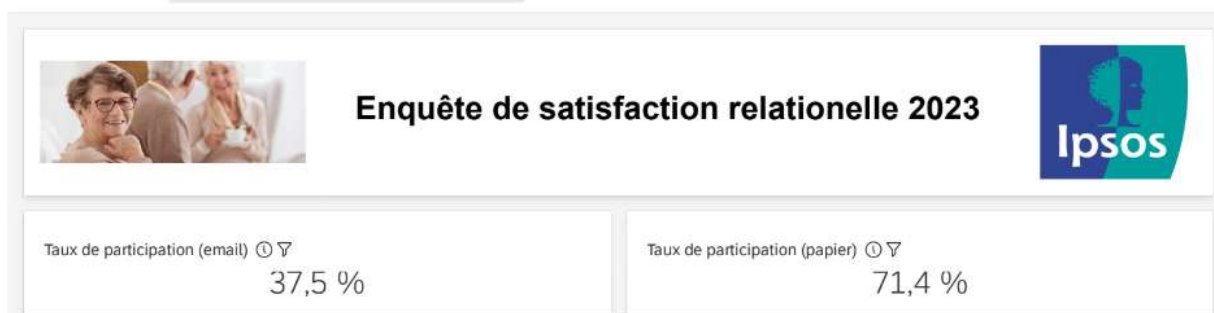 Enquête de satisfaction relationelle 2023
Ipsos
Taux de participation (email)
37,5 %
Taux de participation (papier)
71,4 %